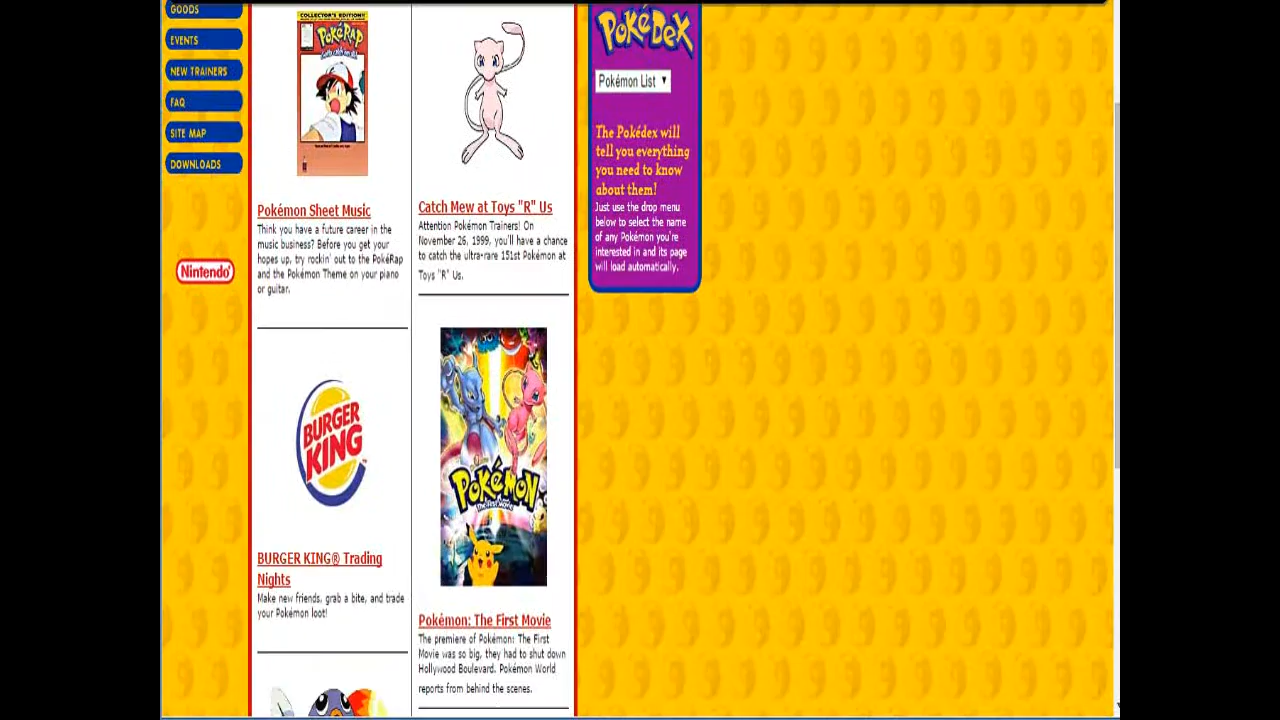 GOODS
EVENTS
NEW TRAINERS
FAQ
SITE MAP
DOWNLOADS
Nintendo
COLLECTOR'S EDITION!!
POKéRAP
Pokémon Sheet Music
Think you have a future career in the
music business? Before you get your
hopes up, try rockin' out to the PokéRap
and the Pokémon Theme on your piano
or guitar.
BURGER
KING
BURGER KING® Trading
Nights
Make new friends, grab a bite, and trade
your Pokémon loot!
Catch Mew at Toys "R" Us
Attention Pokémon Trainers! On
November 26, 1999, you'll have a chance
to catch the ultra-rare 151st Pokémon at
Toys "R" Us.
POKéMON
The First Movie
Pokémon: The First Movie
The premiere of Pokémon: The First
Movie was so big, they had to shut down
Hollywood Boulevard. Pokémon World
reports from behind the scenes.
POKéDEX
Pokémon List
The Pokédex will
tell you everything
you need to know
about them!
Just use the drop menu
below to select the name
of any Pokémon you're
interested in and its page
will load automatically.